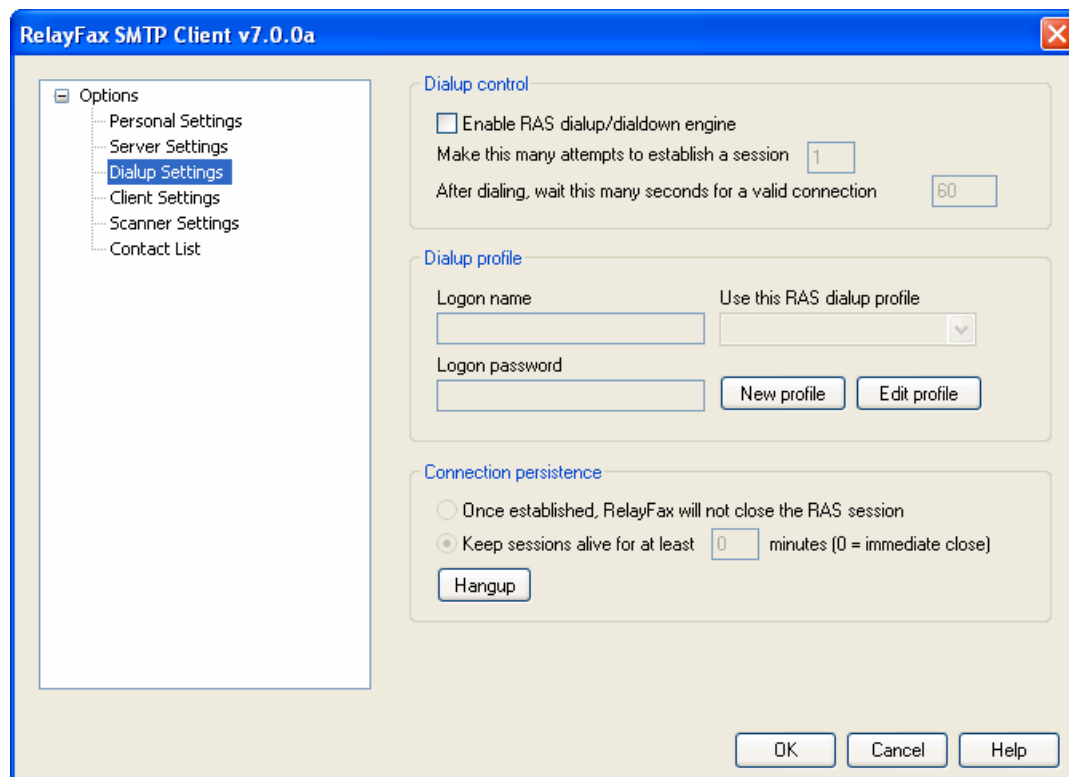 RelayFax SMTP Client v7.0.0a
Options
Personal Settings
Server Settings
Dialup Settings
Client Settings
Scanner Settings
Contact List
Dialup control
Enable RAS dialup/dialdown engine
Make this many attempts to establish a session 1
After dialing, wait this many seconds for a valid connection 60
Dialup profile
Logon name Use this RAS dialup profile
Logon password
New profile Edit profile
Connection persistence
Once established, RelayFax will not close the RAS session
Keep sessions alive for at least 0 minutes (0 = immediate close)
Hangup
OK Cancel Help